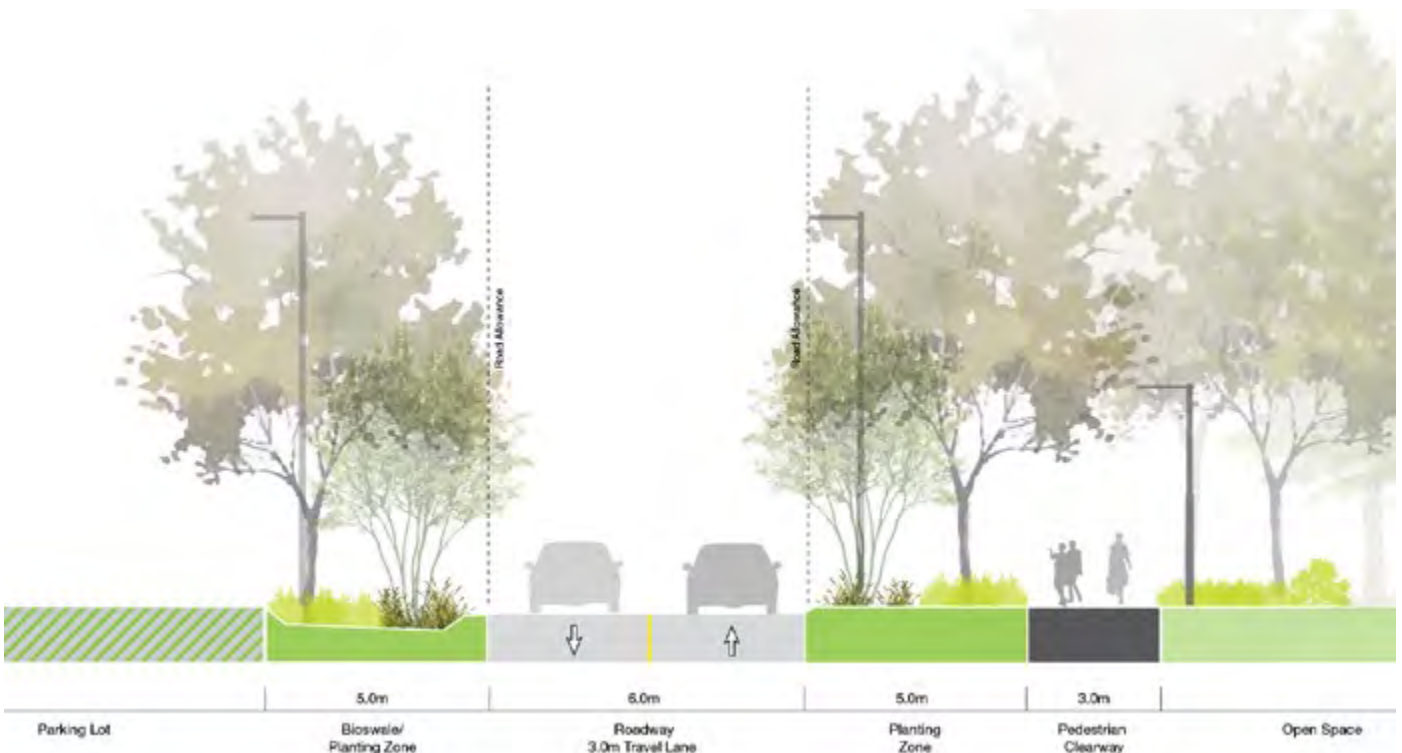 Road Allowance
Road Allowance
5.0m
6.0m
5.0m
3.0m
Parking Lot
Bioswale/
Planting Zone
Roadway
3.0m Travel Lane
Planting
Zone
Pedestrian
Clearway
Open Space